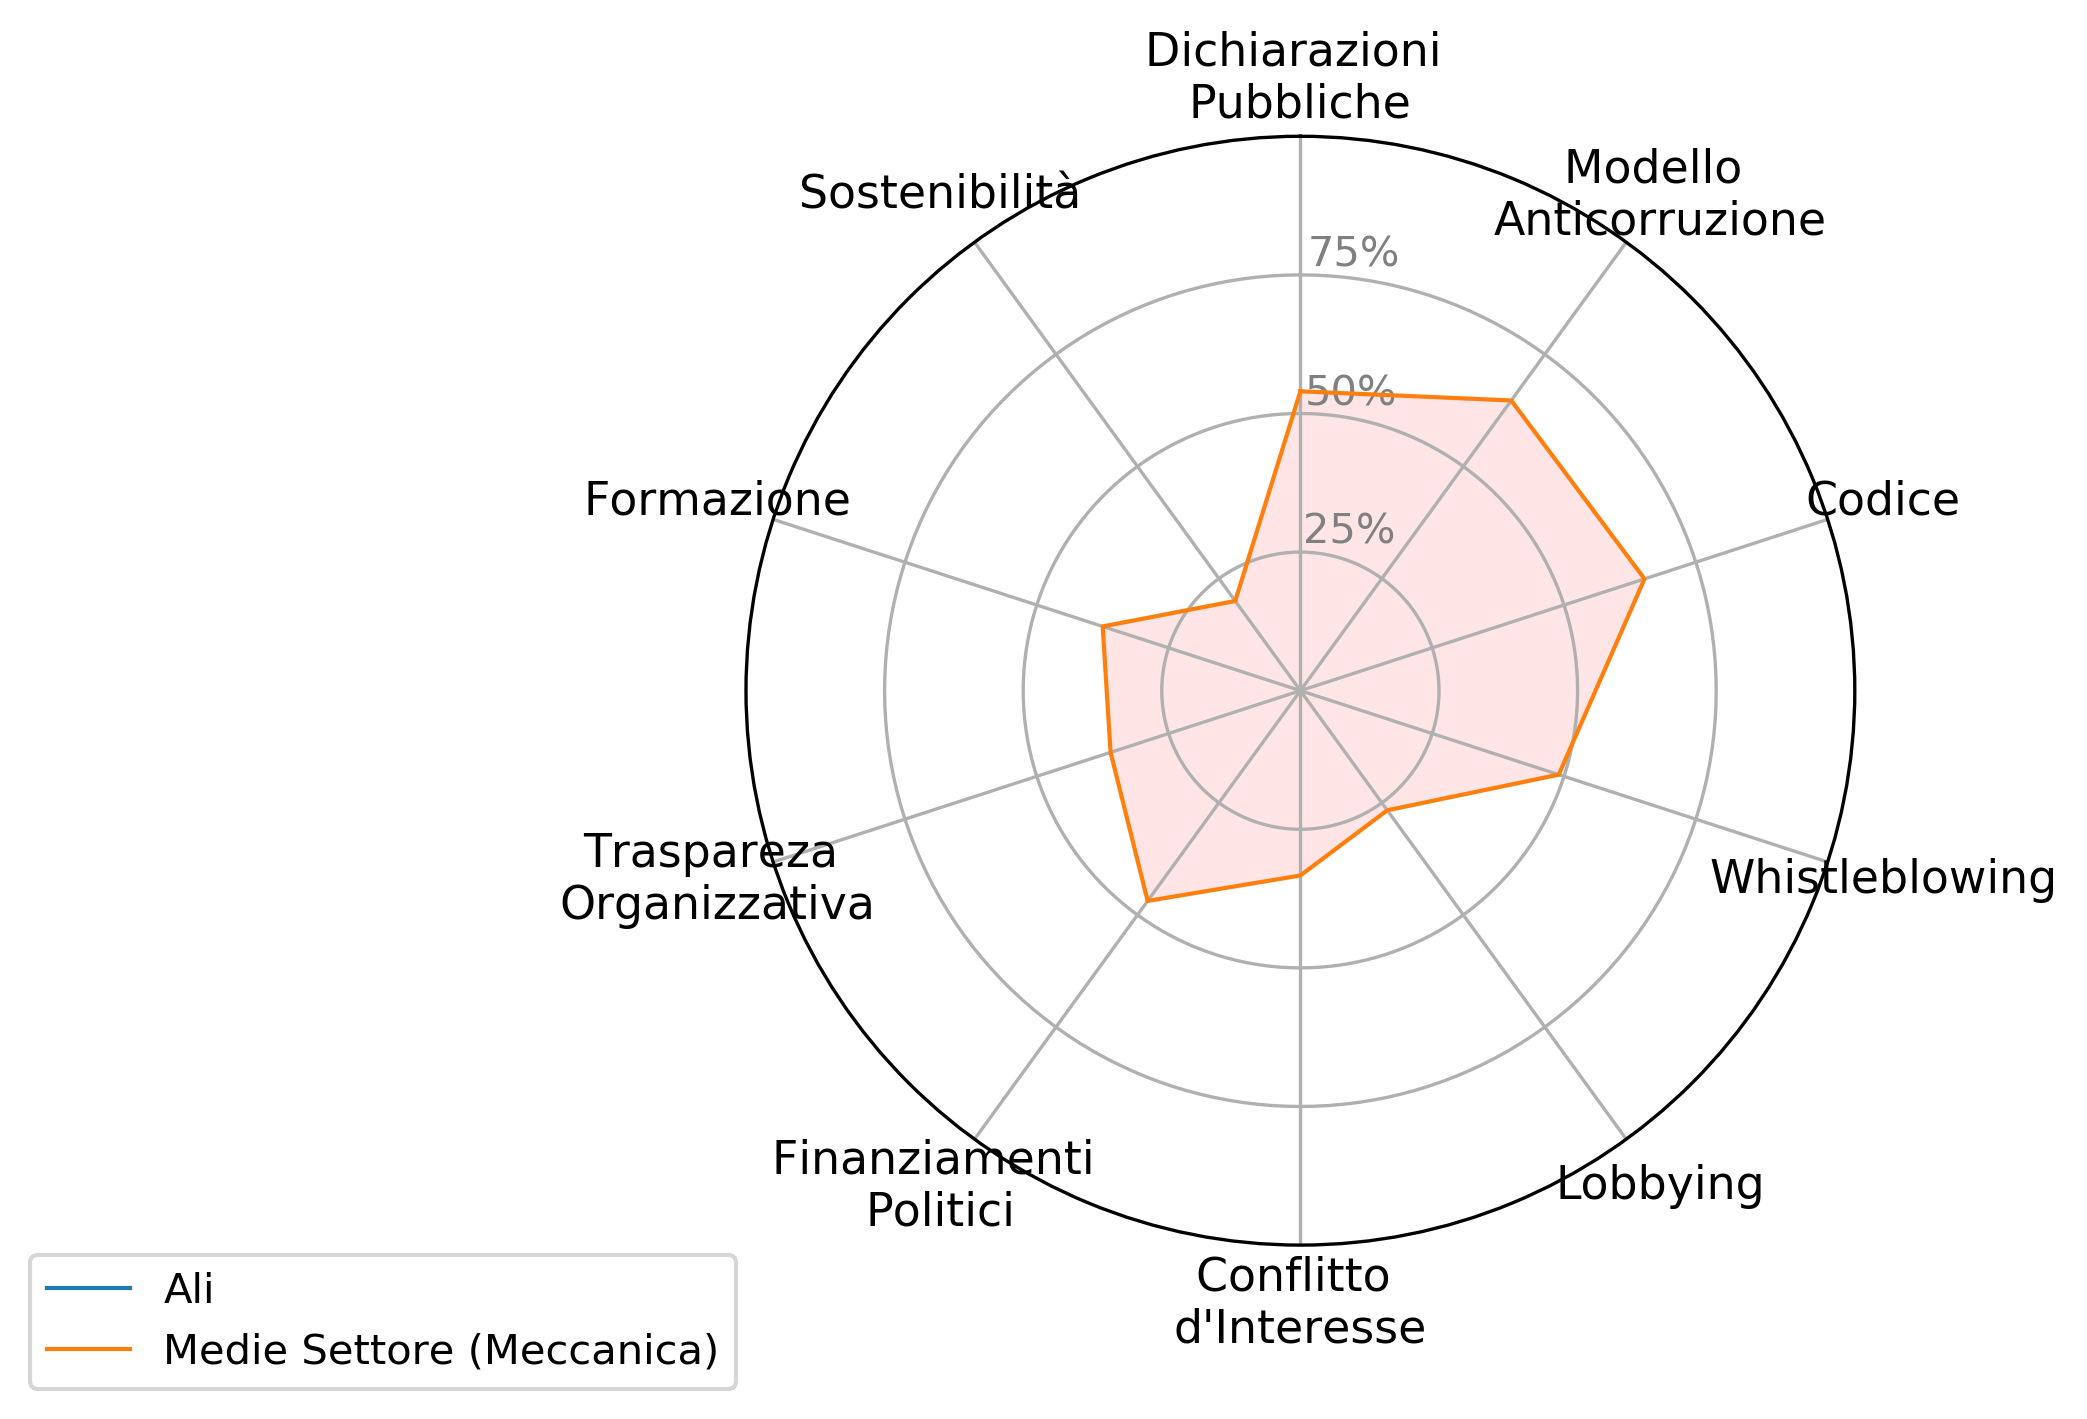 Dichiarazioni
Pubbliche
Modello
Anticorruzione
Sostenibilità
75%
50%
25%
Codice
Formazione
Whistleblowing
Traspareza
Organizzativa
Lobbying
Finanziamenti
Politici
Conflitto
d'Interesse
Ali
Medie Settore (Meccanica)